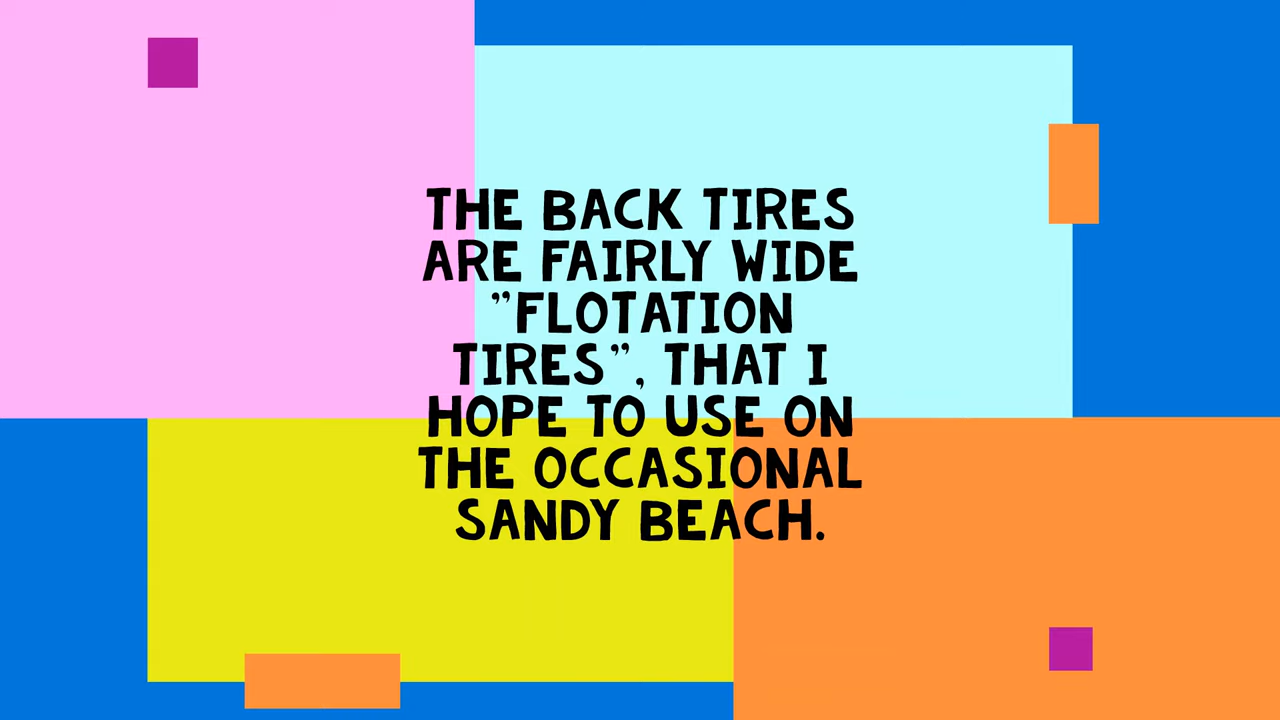 THE BACK TIRES
ARE FAIRLY WIDE
”FLOTATION
TIRES”, THAT I
HOPE TO USE ON
THE OCCASIONAL
SANDY BEACH.